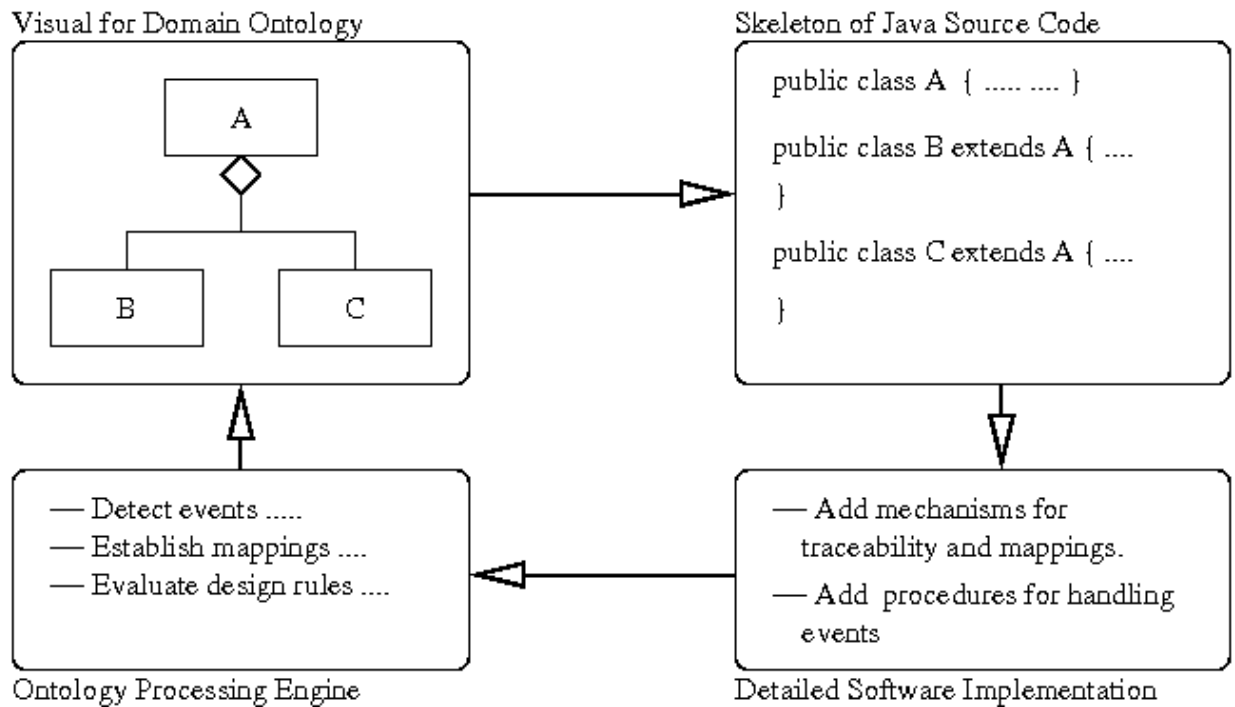 Visual for Domain Ontology
A
B
C
Skeleton of Java Source Code
public class A { ..... .... }
public class B extends A { ....
}
public class C extends A { ....
}
— Detect events .....
— Establish mappings ....
— Evaluate design rules ....
Ontology Processing Engine
— Add mechanisms for
traceability and mappings.
— Add procedures for handling
events
Detailed Software Implementation